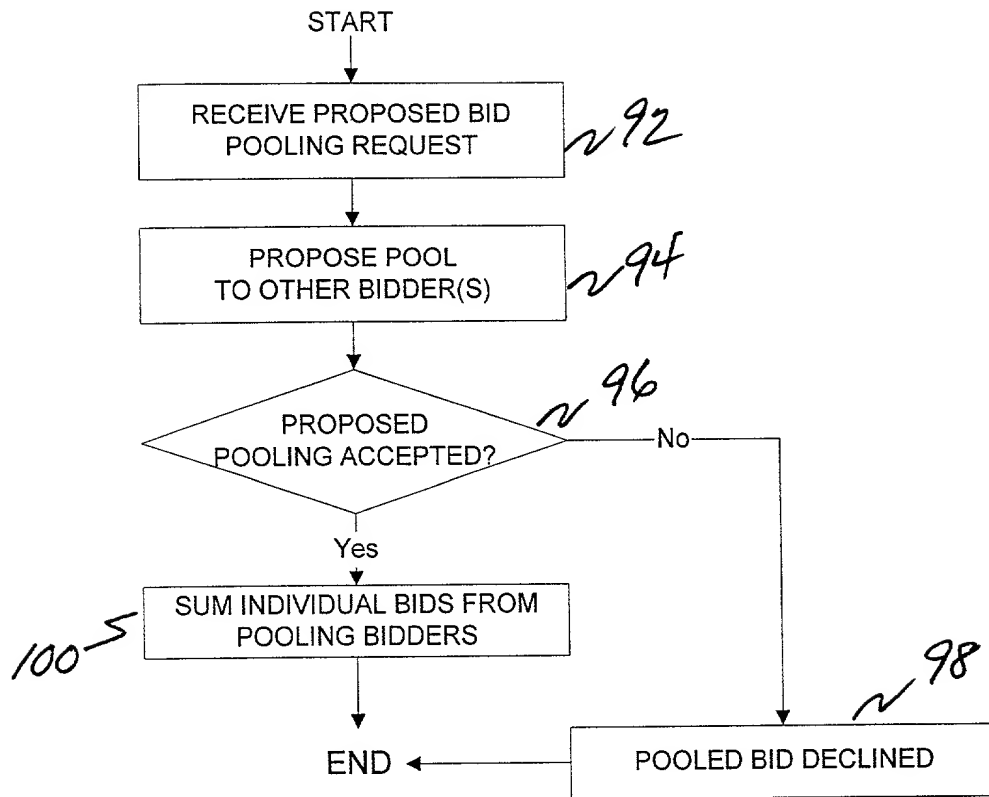 START
RECEIVE PROPOSED BID
POOLING REQUEST
92
PROPOSE POOL
TO OTHER BIDDER(S)
94
96
PROPOSED
POOLING ACCEPTED?
No
Yes
SUM INDIVIDUAL BIDS FROM
POOLING BIDDERS
100
98
END
POOLED BID DECLINED